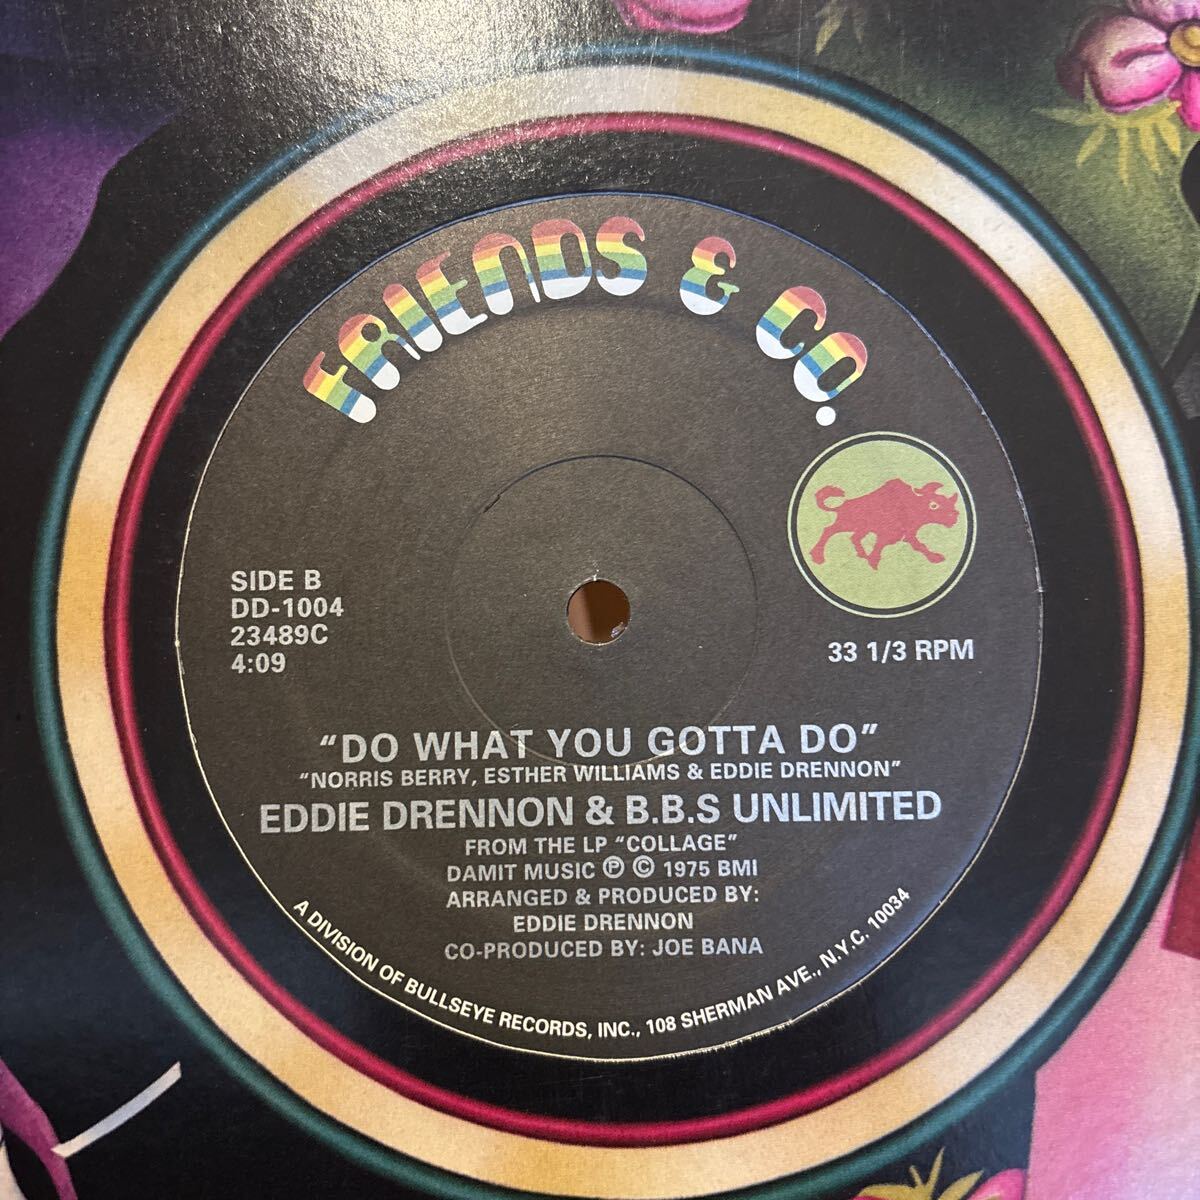 FRIENDS & CO.
SIDE B
DD-1004
23489C
4:09
33 1/3 RPM
"DO WHAT YOU GOTTA DO"
"NORRIS BERRY, ESTHER WILLIAMS & EDDIE DRENNON"
EDDIE DRENNON & B.B.S UNLIMITED
FROM THE LP "COLLAGE"
DAMIT MUSIC ℗ © 1975 BMI
ARRANGED & PRODUCED BY:
EDDIE DRENNON
CO-PRODUCED BY: JOE BANA
A DIVISION OF BULLSEYE RECORDS, INC., 108 SHERMAN AVE., N.Y.C. 10034